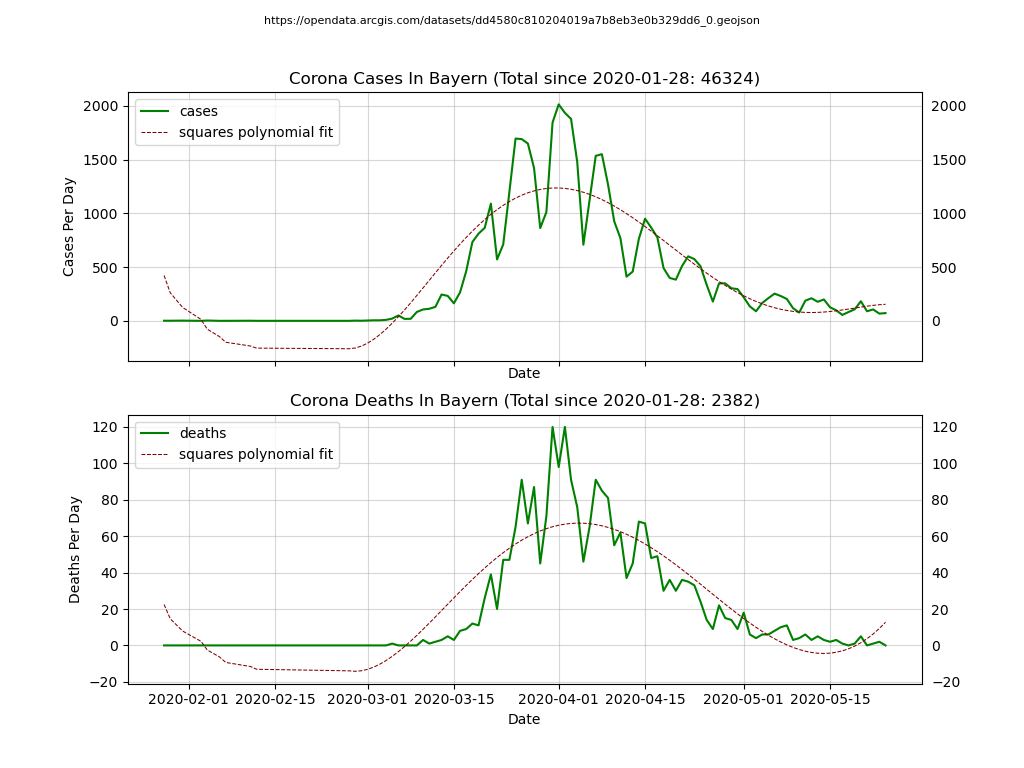 https://opendata.arcgis.com/datasets/dd4580c810204019a7b8eb3e0b329dd6_0.geojson
Corona Cases In Bayern (Total since 2020-01-28: 46324)
cases
squares polynomial fit
2000
1500
1000
500
0
2000
1500
1000
500
0
Cases Per Day
Date
Corona Deaths In Bayern (Total since 2020-01-28: 2382)
deaths
squares polynomial fit
120
100
80
60
40
20
0
−20
120
100
80
60
40
20
0
−20
Deaths Per Day
2020-02-01 2020-02-15 2020-03-01 2020-03-15 2020-04-01 2020-04-15 2020-05-01 2020-05-15
Date